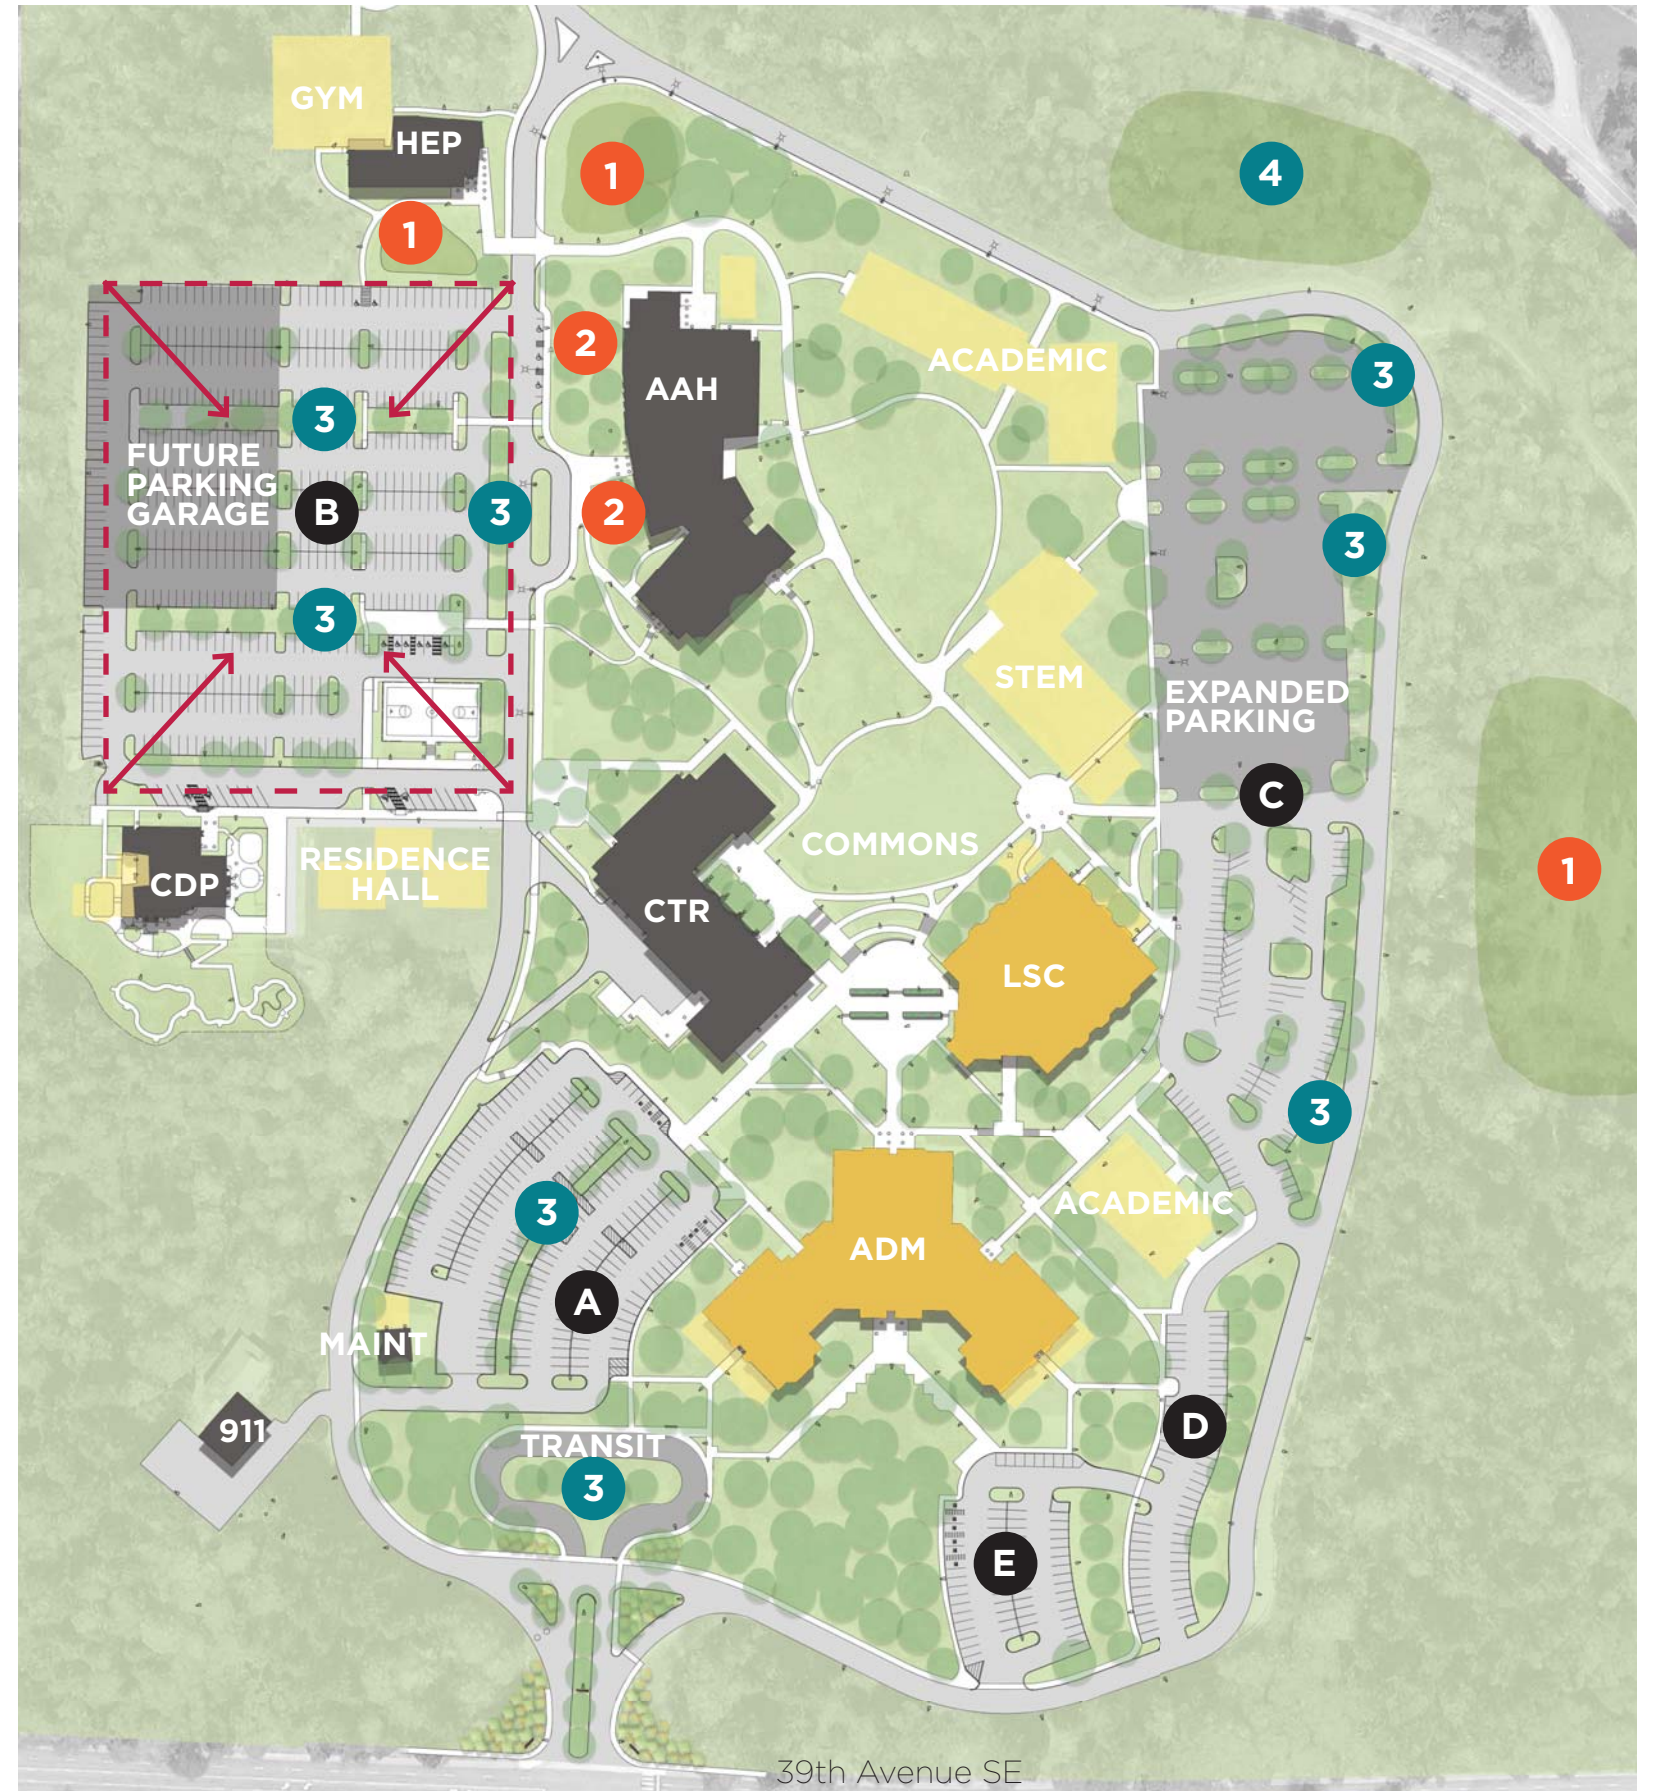 GYM
HEP
1
1
4
2
AAH
ACADEMIC
3
3
FUTURE
PARKING
GARAGE
B
3
2
3
3
STEM
EXPANDED
PARKING
C
COMMONS
RESIDENCE
HALL
CDP
CTR
1
LSC
3
3
ACADEMIC
ADM
A
MAINT
911
TRANSIT
3
D
E
39th Avenue SE